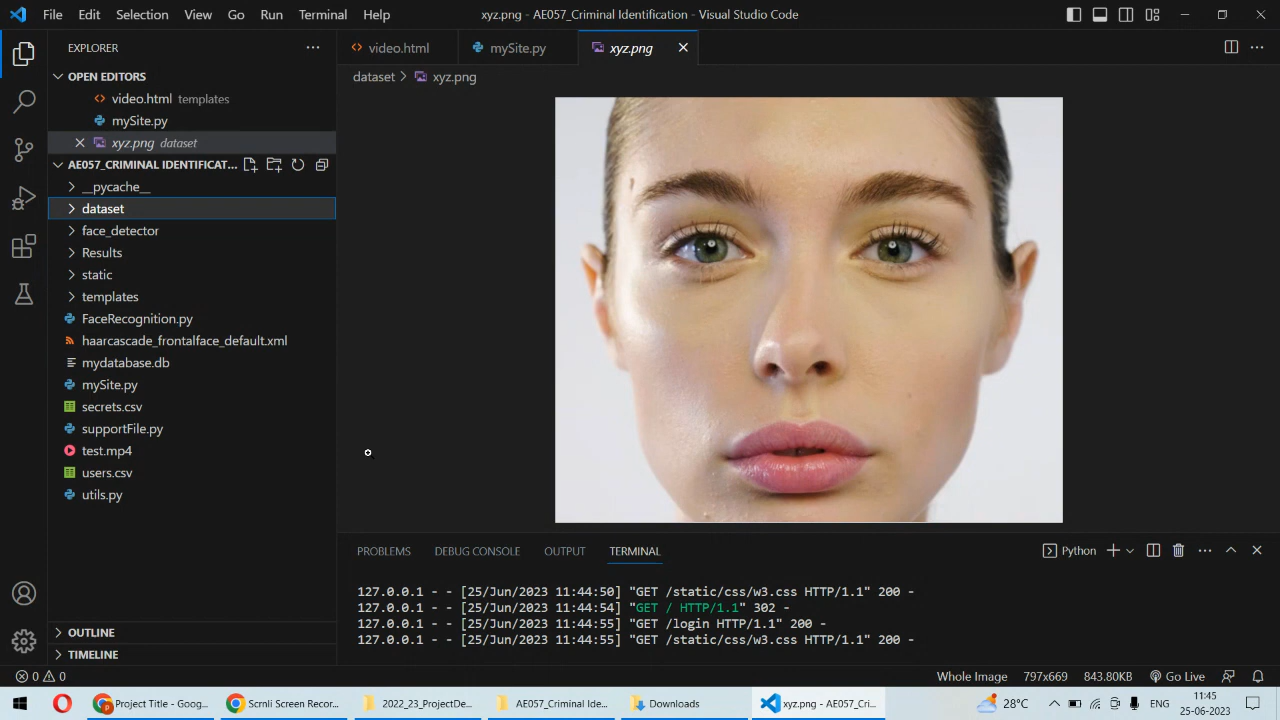 File Edit Selection View Go Run Terminal Help
xyz.png - AE057_Criminal Identification - Visual Studio Code
EXPLORER
OPEN EDITORS
video.html templates
mySite.py
xyz.png dataset
AE057_CRIMINAL IDENTIFICAT...
__pycache__
dataset
face_detector
Results
static
templates
FaceRecognition.py
haarcascade_frontalface_default.xml
mydatabase.db
mySite.py
secrets.csv
supportFile.py
test.mp4
users.csv
utils.py
OUTLINE
TIMELINE
video.html mySite.py xyz.png
dataset > xyz.png
PROBLEMS DEBUG CONSOLE OUTPUT TERMINAL
Python
127.0.0.1 - - [25/Jun/2023 11:44:50] "GET /static/css/w3.css HTTP/1.1" 200 -
127.0.0.1 - - [25/Jun/2023 11:44:54] "GET / HTTP/1.1" 302 -
127.0.0.1 - - [25/Jun/2023 11:44:55] "GET /login HTTP/1.1" 200 -
127.0.0.1 - - [25/Jun/2023 11:44:55] "GET /static/css/w3.css HTTP/1.1" 200 -
0 0 Whole Image 797x669 843.80KB Go Live
Project Title - Goog... Scrnli Screen Recor... 2022_23_ProjectDe... AE057_Criminal Ide... Downloads xyz.png - AE057_Cri...
28°C ENG 11:45
25-06-2023